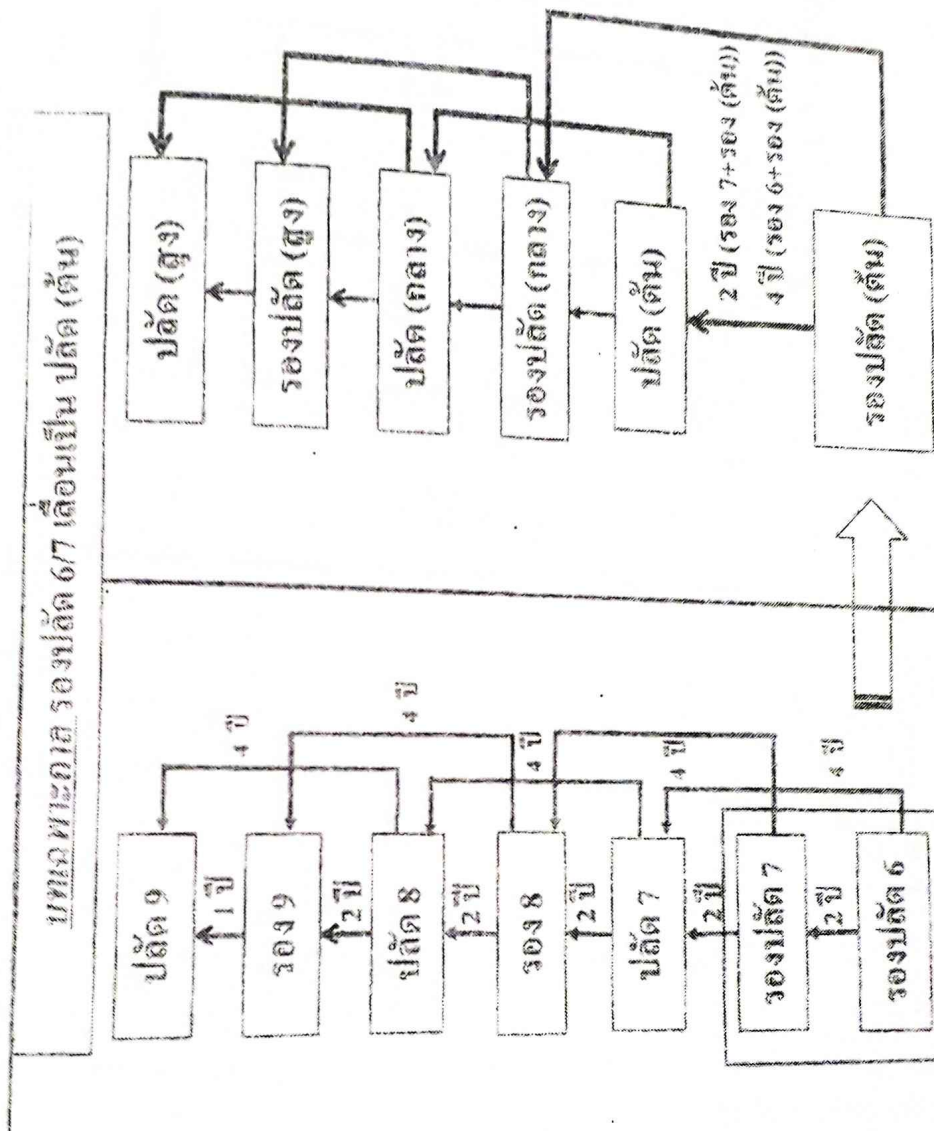 บทเฉพาะกาล รองปลัด 6/7 เลื่อนเป็น ปลัด (ต้น)
ปลัด 9
1 ปี
4 ปี
รอง 9
2 ปี
4 ปี
ปลัด 8
2 ปี
รอง 8
4 ปี
2 ปี
ปลัด 7
4 ปี
2 ปี
รองปลัด 7
4 ปี
2 ปี
รองปลัด 6
ปลัด (สูง)
รองปลัด (สูง)
ปลัด (กลาง)
รองปลัด (กลาง)
ปลัด (ต้น)
2 ปี (รอง 7+รอง (ต้น))
4 ปี (รอง 6+รอง (ต้น))
รองปลัด (ต้น)